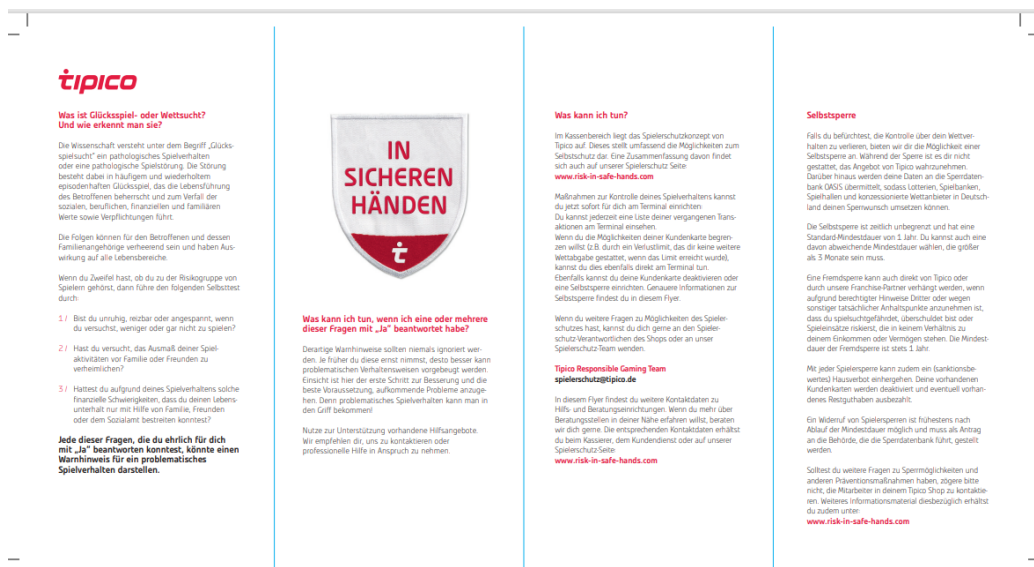 tipico
Was ist Glücksspiel- oder Wettsucht?
Und wie erkennt man sie?
Die Wissenschaft versteht unter dem Begriff „Glücks-
spielsucht" ein pathologisches Spielverhalten
oder eine pathologische Spielstörung. Die Störung
besteht dabei in häufigem und wiederholtem
episodenhaften Glücksspiel, das die Lebensführung
des Betroffenen beherrscht und zum Verfall der
sozialen, beruflichen, finanziellen und familiären
Werte sowie Verpflichtungen führt.
Die Folgen können für den Betroffenen und dessen
Familienangehörige verheerend sein und haben Aus-
wirkung auf alle Lebensbereiche.
Wenn du Zweifel hast, ob du zu der Risikogruppe von
Spielern gehörst, dann führe den folgenden Selbsttest
durch:
1 / Bist du unruhig, reizbar oder angespannt, wenn
du versuchst, weniger oder gar nicht zu spielen?
2 / Hast du versucht, das Ausmaß deiner Spiel-
aktivitäten vor Familie oder Freunden zu
verheimlichen?
3 / Hattest du aufgrund deines Spielverhaltens solche
finanzielle Schwierigkeiten, dass du deinen Lebens-
unterhalt nur mit Hilfe von Familie, Freunden
oder dem Sozialamt bestreiten konntest?
Jede dieser Fragen, die du ehrlich für dich
mit „Ja" beantworten konntest, könnte einen
Warnhinweis für ein problematisches
Spielverhalten darstellen.
IN
SICHEREN
HÄNDEN
Was kann ich tun, wenn ich eine oder mehrere
dieser Fragen mit „Ja" beantwortet habe?
Derartige Warnhinweise sollten niemals ignoriert wer-
den. Je früher du diese ernst nimmst, desto besser kann
problematischen Verhaltensweisen vorgebeugt werden.
Einsicht ist hier der erste Schritt zur Besserung und die
beste Voraussetzung, aufkommende Probleme anzuge-
hen. Denn problematisches Spielverhalten kann man in
den Griff bekommen!
Nutze zur Unterstützung vorhandene Hilfsangebote.
Wir empfehlen dir, uns zu kontaktieren oder
professionelle Hilfe in Anspruch zu nehmen.
Was kann ich tun?
Im Kassenbereich liegt das Spielerschutzkonzept von
Tipico auf. Dieses stellt umfassend die Möglichkeiten zum
Selbstschutz dar. Eine Zusammenfassung davon findet
sich auch auf unserer Spielerschutz Seite:
www.risk-in-safe-hands.com
Maßnahmen zur Kontrolle deines Spielverhaltens kannst
du jetzt sofort für dich am Terminal einrichten:
Du kannst jederzeit eine Liste deiner vergangenen Trans-
aktionen am Terminal einsehen.
Wenn du die Möglichkeiten deiner Kundenkarte begren-
zen willst (z.B. durch ein Verlustlimit, das dir keine weitere
Wettabgabe gestattet, wenn das Limit erreicht wurde),
kannst du dies ebenfalls direkt am Terminal tun.
Ebenfalls kannst du deine Kundenkarte deaktivieren oder
eine Selbstsperre einrichten. Genauere Information zur
Selbstsperre findest du in diesem Flyer.
Wenn du weitere Fragen zu Möglichkeiten des Spieler-
schutzes hast, kannst du dich gerne an den Spieler-
schutz-Verantwortlichen des Shops oder an unser
Spielerschutz-Team wenden.
Tipico Responsible Gaming Team
spielerschutz@tipico.de
In diesem Flyer findest du weitere Kontaktdaten zu
Hilfs- und Beratungseinrichtungen. Wenn du mehr über
Beratungsstellen in deiner Nähe erfahren willst, beraten
wir dich gerne. Die entsprechenden Kontaktdaten erhältst
du beim Kassierer, dem Kundendienst oder auf unserer
Spielerschutz-Seite:
www.risk-in-safe-hands.com
Selbstsperre
Falls du befürchtest, die Kontrolle über dein Wettver-
halten zu verlieren, bieten wir dir die Möglichkeit einer
Selbstsperre an. Während der Sperre ist es dir nicht
gestattet, das Angebot von Tipico wahrzunehmen.
Darüber hinaus werden deine Daten an die Sperrdaten-
bank OASIS übermittelt, sodass Lotterien, Spielbanken,
Spielhallen und konzessionierte Wettanbieter in Deutsch-
land deinen Sperrwunsch umsetzen können.
Die Selbstsperre ist zeitlich unbegrenzt und hat eine
Standard-Mindestdauer von 1 Jahr. Du kannst auch eine
davon abweichende Mindestdauer wählen, die größer
als 3 Monate sein muss.
Eine Fremdsperre kann auch direkt von Tipico oder
durch unsere Franchise-Partner verhängt werden, wenn
aufgrund berechtigter Hinweise Dritter oder wegen
sonstiger tatsächlicher Anhaltspunkte anzunehmen ist,
dass du spielsuchtgefährdet, überschuldet bist oder
Spieleinsätze riskierst, die in keinem Verhältnis zu
deinem Einkommen oder Vermögen stehen. Die Mindest-
dauer der Fremdsperre ist stets 1 Jahr.
Mit jeder Spielersperre kann zudem ein (sanktionsbe-
wertes) Hausverbot einhergehen. Deine vorhandenen
Kundenkarten werden deaktiviert und eventuell vorhan-
denes Restguthaben ausbezahlt.
Ein Widerruf von Spielersperren ist frühestens nach
Ablauf der Mindestdauer möglich und muss als Antrag
an die Behörde, die die Sperrdatenbank führt, gestellt
werden.
Solltest du weitere Fragen zu Sperrmöglichkeiten und
anderen Präventionsmaßnahmen haben, zögere bitte
nicht, die Mitarbeiter in deinem Tipico Shop zu kontaktie-
ren. Weiteres Informationsmaterial diesbezüglich erhältst
du zudem unter:
www.risk-in-safe-hands.com